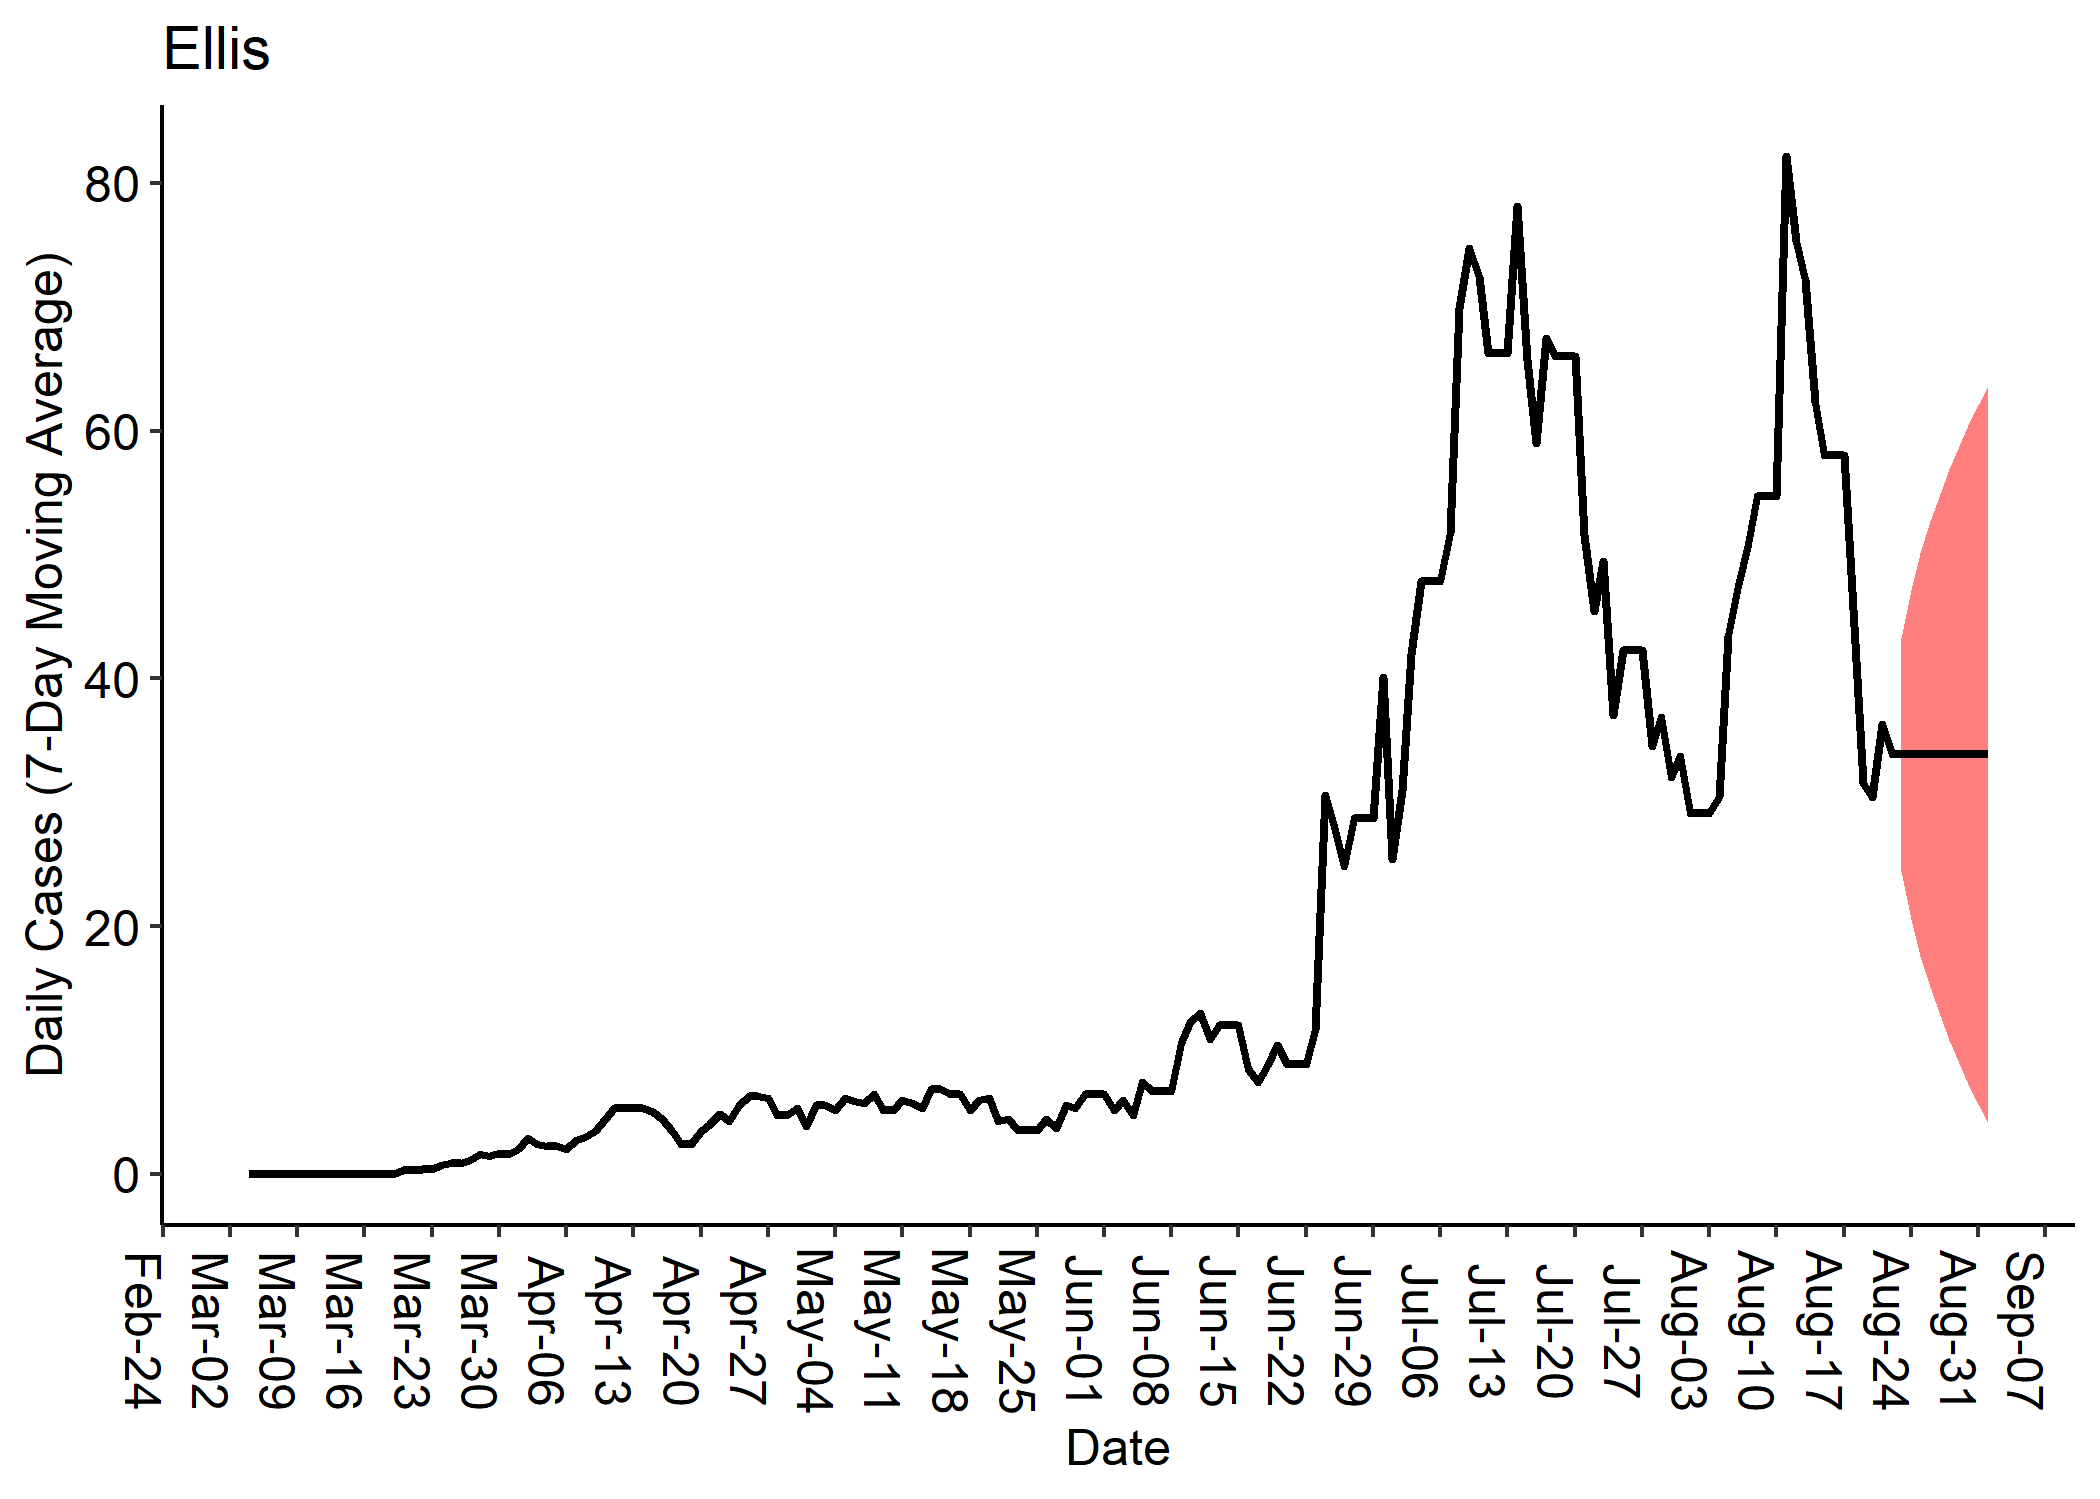 Ellis
Daily Cases (7-Day Moving Average)
80
60
40
20
0
Feb-24
Mar-02
Mar-09
Mar-16
Mar-23
Mar-30
Apr-06
Apr-13
Apr-20
Apr-27
May-04
May-11
May-18
May-25
Jun-01
Jun-08
Jun-15
Jun-22
Jun-29
Jul-06
Jul-13
Jul-20
Jul-27
Aug-03
Aug-10
Aug-17
Aug-24
Aug-31
Sep-07
Date